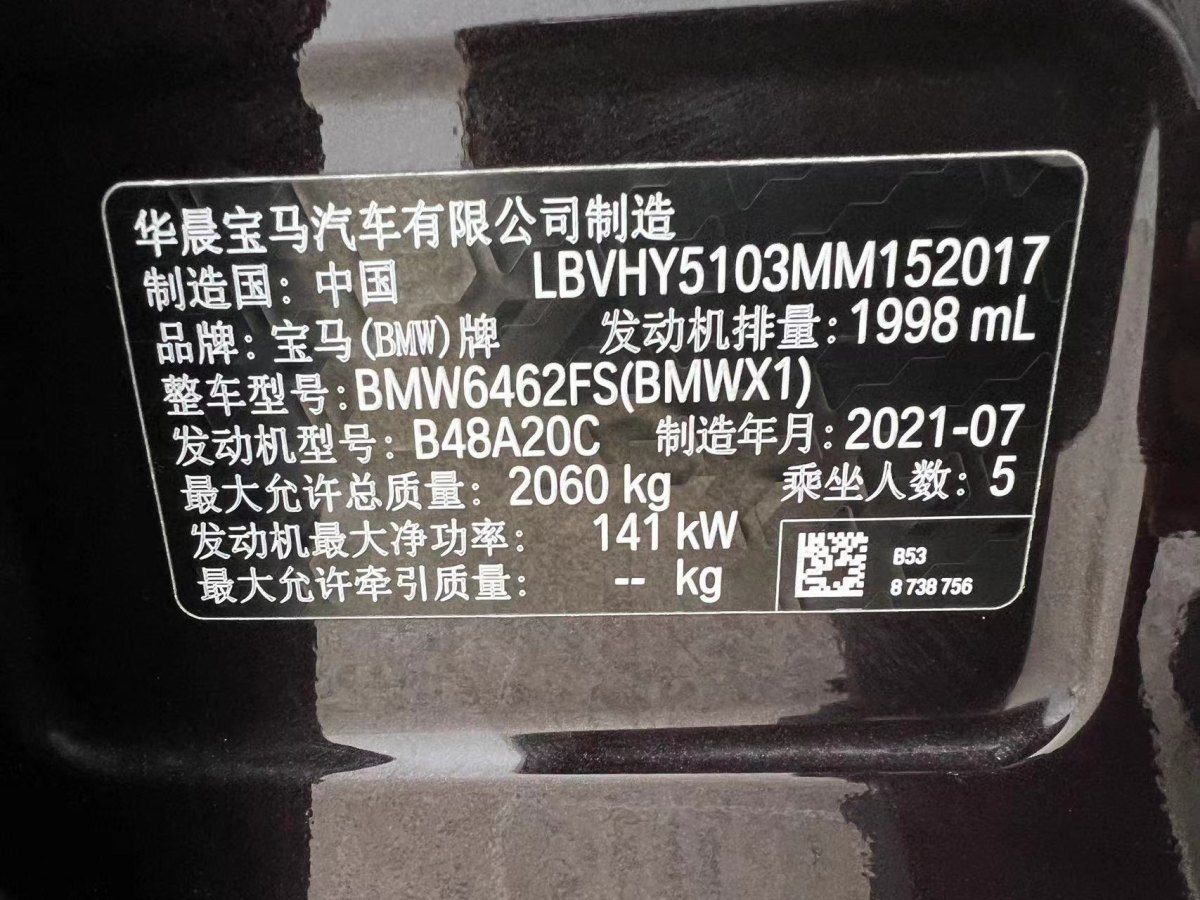 华晨宝马汽车有限公司制造
制造国：中国 LBVHY5103MM152017
品牌：宝马(BMW)牌 发动机排量：1998 mL
整车型号：BMW6462FS(BMWX1)
发动机型号：B48A20C 制造年月：2021-07
最大允许总质量：2060 kg 乘坐人数：5
发动机最大净功率：141 kW
最大允许牵引质量：-- kg
B53
8 738 756